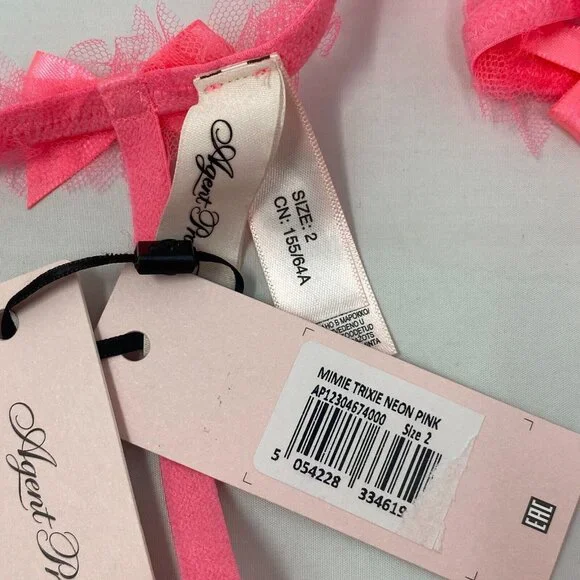 Agent Pro
SIZE: 2
CN: 155/64A
VEDENO U
Agent Pr
MIMIE TRIXIE NEON PINK
AP12304674000 Size 2
5 054228 334619
EAC